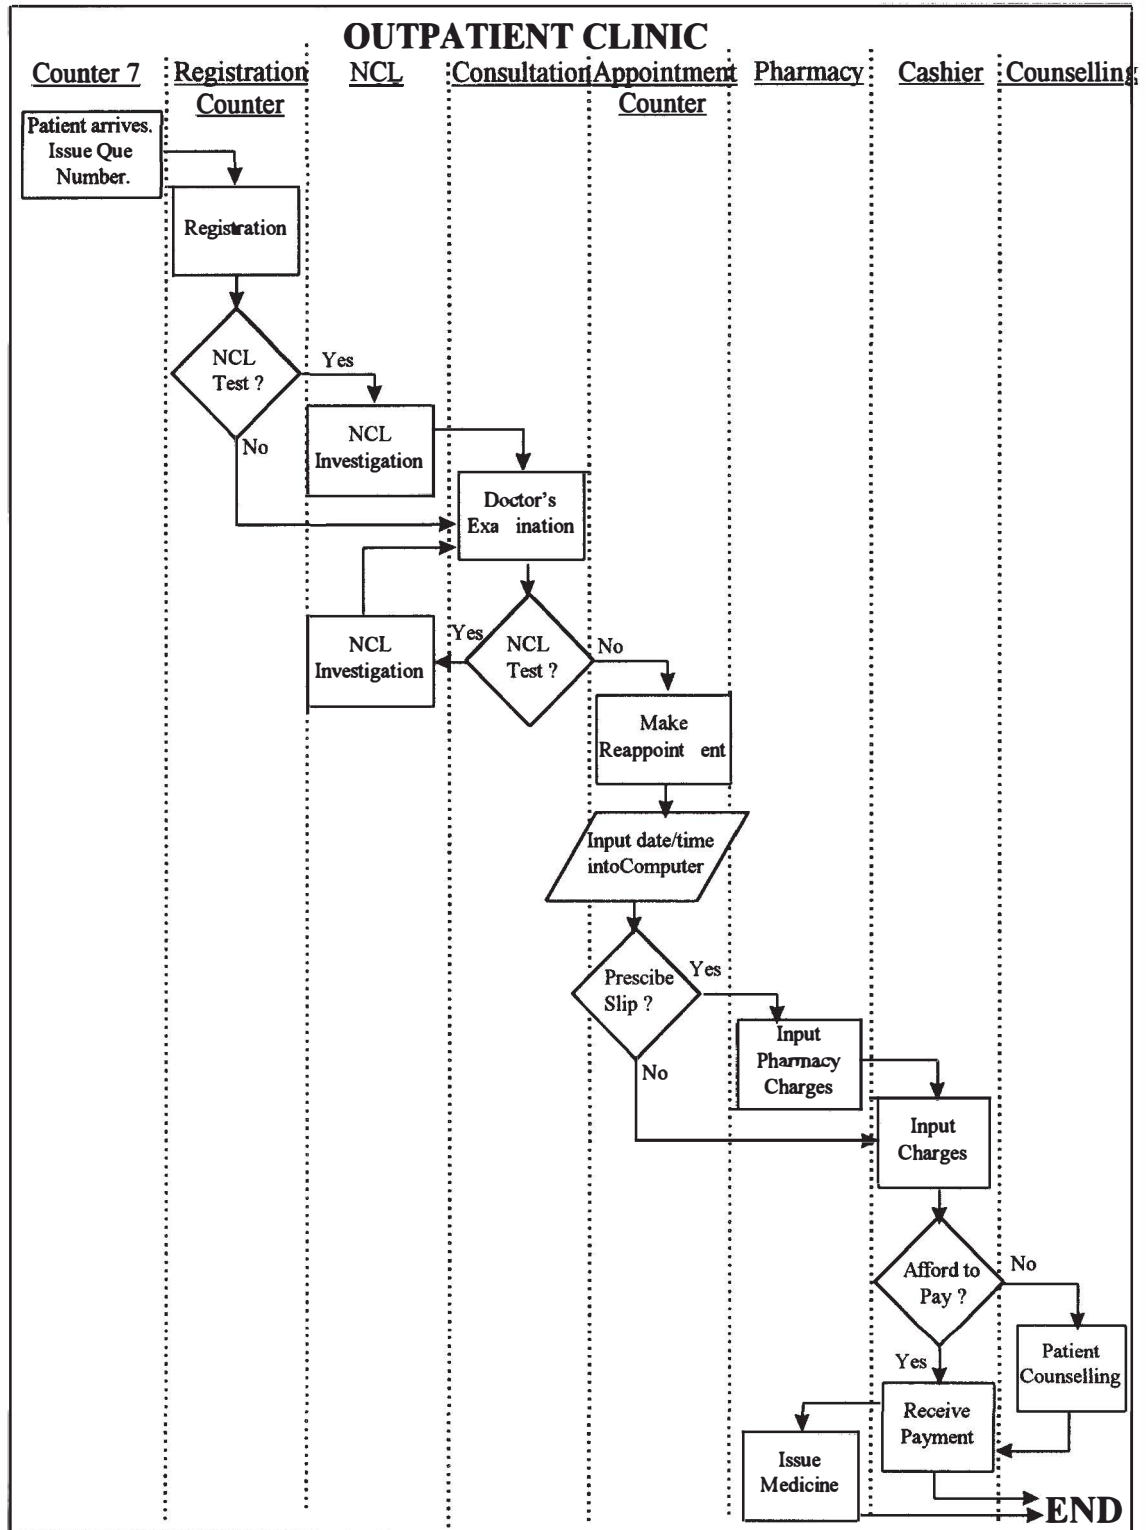 OUTPATIENT CLINIC
Counter 7
Registration
Counter
NCL
Consultation
Appointment
Counter
Pharmacy
Cashier
Counselling
Patient arrives.
Issue Que
Number.
Registration
NCL
Test ?
Yes
No
NCL
Investigation
Doctor's
Exa ination
NCL
Test ?
Yes
No
NCL
Investigation
Make
Reappoint ent
Input date/time
intoComputer
Prescibe
Slip ?
Yes
No
Input
Pharmacy
Charges
Input
Charges
Afford to
Pay ?
No
Yes
Patient
Counselling
Receive
Payment
Issue
Medicine
END